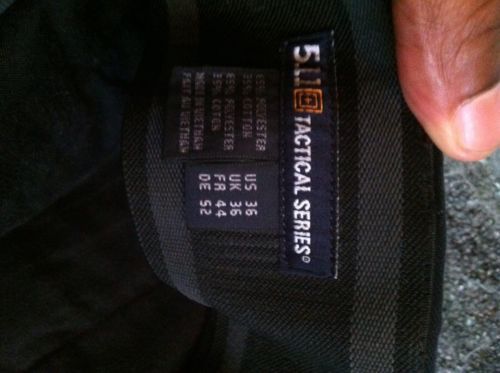 5.11 TACTICAL SERIES®
65% POLYESTER
35% COTTON
65% POLYESTER
35% COTON
MADE IN VIETNAM
FAIT AU VIETNAM
US 36
UK 36
FR 44
DE 52